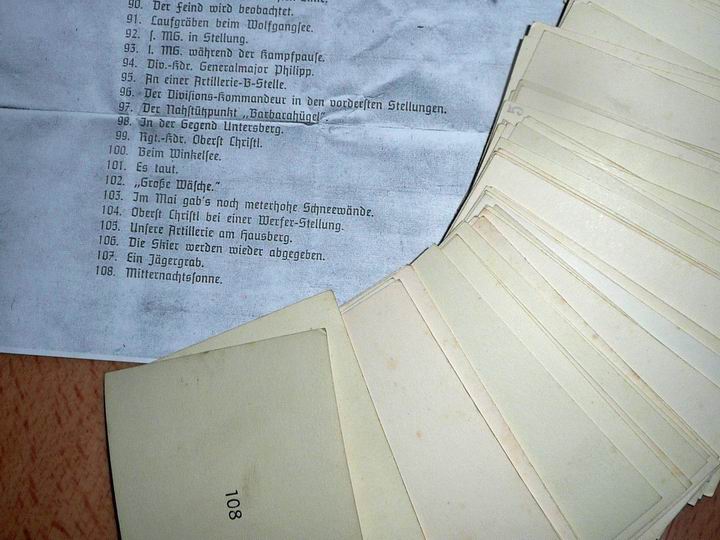 90. Der Feind wird beobachtet.
91. Laufgräben beim Wolfgangsee.
92. s. MG. in Stellung.
93. l. MG. während der Kampfpause.
94. Div.-Kdr. Generalmajor Philipp.
95. An einer Artillerie-B-Stelle.
96. Der Divisions-Kommandeur in den vordersten Stellungen.
97. Der Nahstützpunkt „Barbarahügel".
98. In der Gegend Untersberg.
99. Rgt.-Kdr. Oberst Christl.
100. Beim Winkelsee.
101. Es taut.
102. „Große Wäsche."
103. Im Mai gab's noch meterhohe Schneewände.
104. Oberst Christl bei einer Werfer-Stellung.
105. Unsere Artillerie am Hausberg.
106. Die Skier werden wieder abgegeben.
107. Ein Jägergrab.
108. Mitternachtssonne.
108